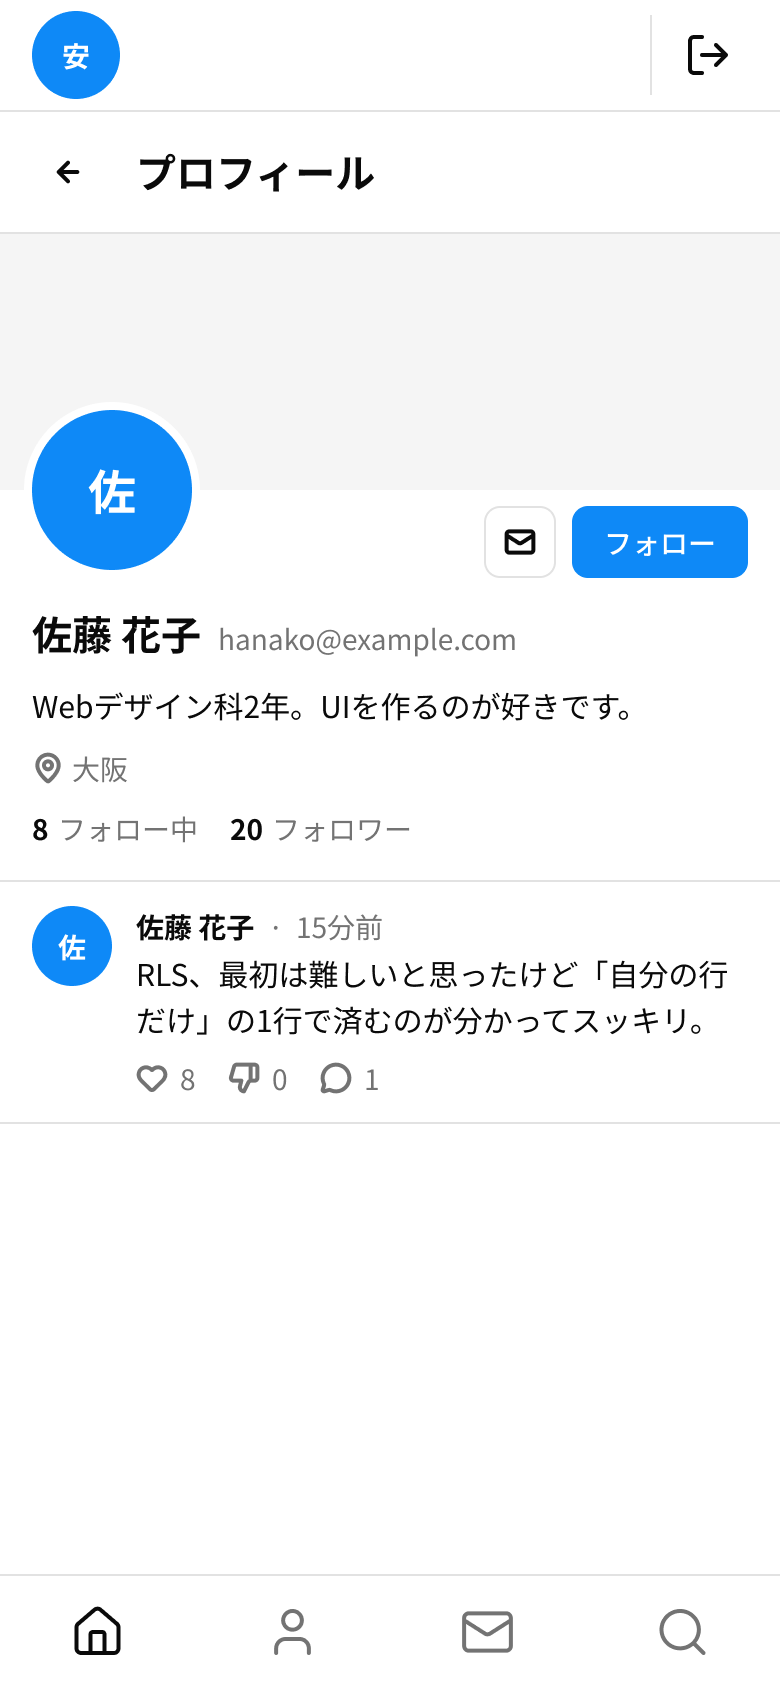 安
プロフィール
佐
フォロー
佐藤 花子 hanako@example.com
Webデザイン科2年。UIを作るのが好きです。
大阪
8 フォロー中 20 フォロワー
佐
佐藤 花子 · 15分前
RLS、最初は難しいと思ったけど「自分の行
だけ」の1行で済むのが分かってスッキリ。
8 0 1